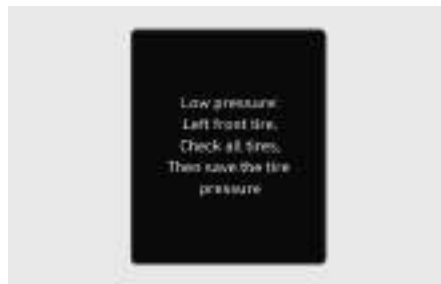 Low pressure
Left front tire,
Check all tires,
Then save the tire
pressure